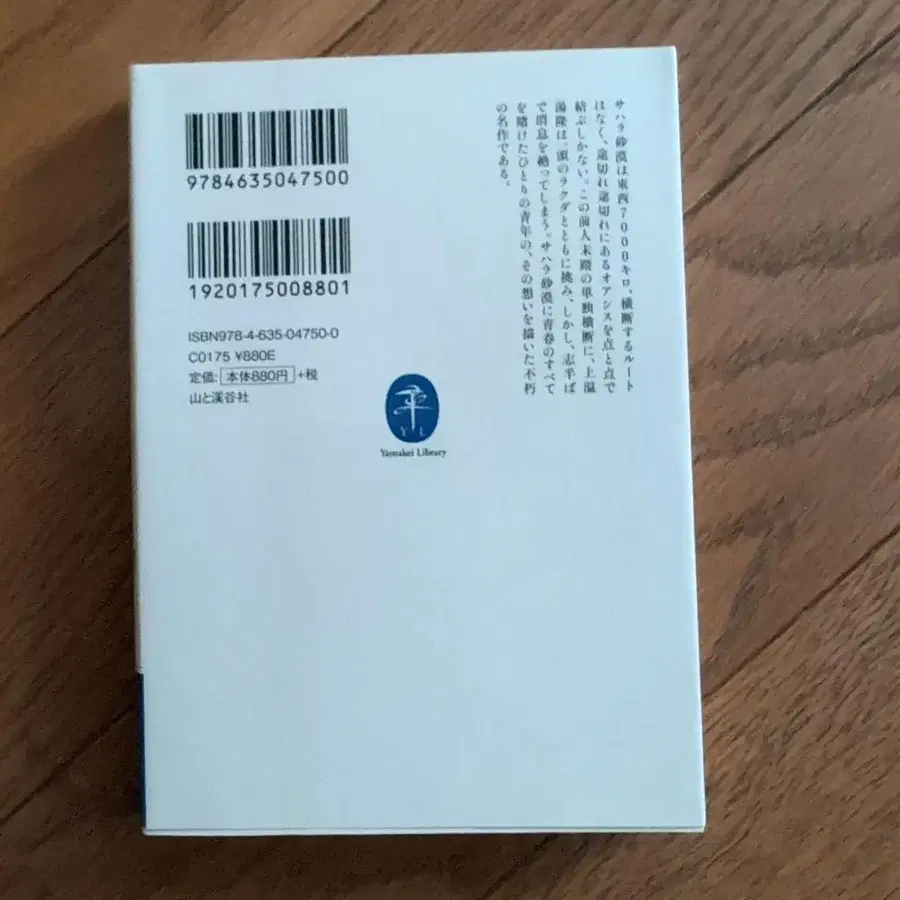 サハラ砂漠は東西7000キロ、横断するルート
はなく、途切れ途切れにあるオアシスを点と点で
結ぶしかない。この前人未踏の単独横断に、上温
湯隆は一頭のラクダとともに挑み、しかし、志半ば
で消息を絶ってしまう。サハラ砂漠に青春のすべて
を賭けたひとりの青年の、その想いを描いた不朽
の名作である。
9784635047500
1920175008801
ISBN978-4-635-04750-0
C0175 ¥880E
定価: 本体880円 +税
山と溪谷社
Y L
Yamakei Library